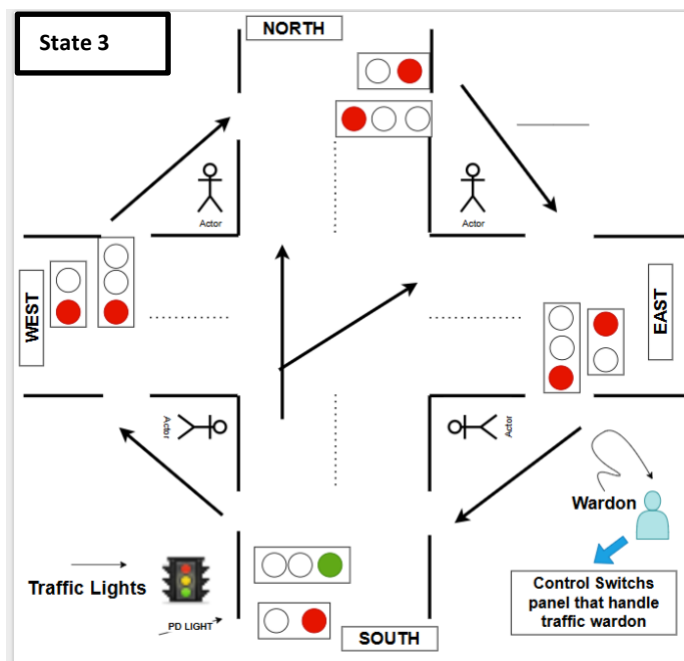 State 3
NORTH
Actor
Actor
WEST
EAST
Actor
Actor
Wardon
Traffic Lights
PD LIGHT
SOUTH
Control Switchs
panel that handle
traffic wardon